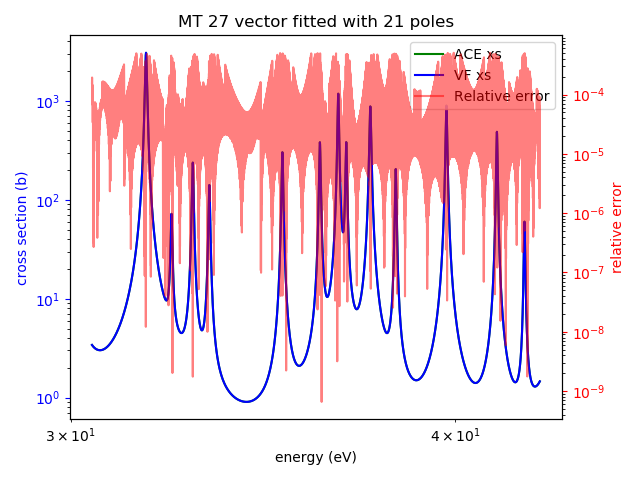 MT 27 vector fitted with 21 poles
ACE xs
VF xs
Relative error
cross section (b)
10³
10²
10¹
10⁰
relative error
10⁻⁴
10⁻⁵
10⁻⁶
10⁻⁷
10⁻⁸
10⁻⁹
3 × 10¹
4 × 10¹
energy (eV)